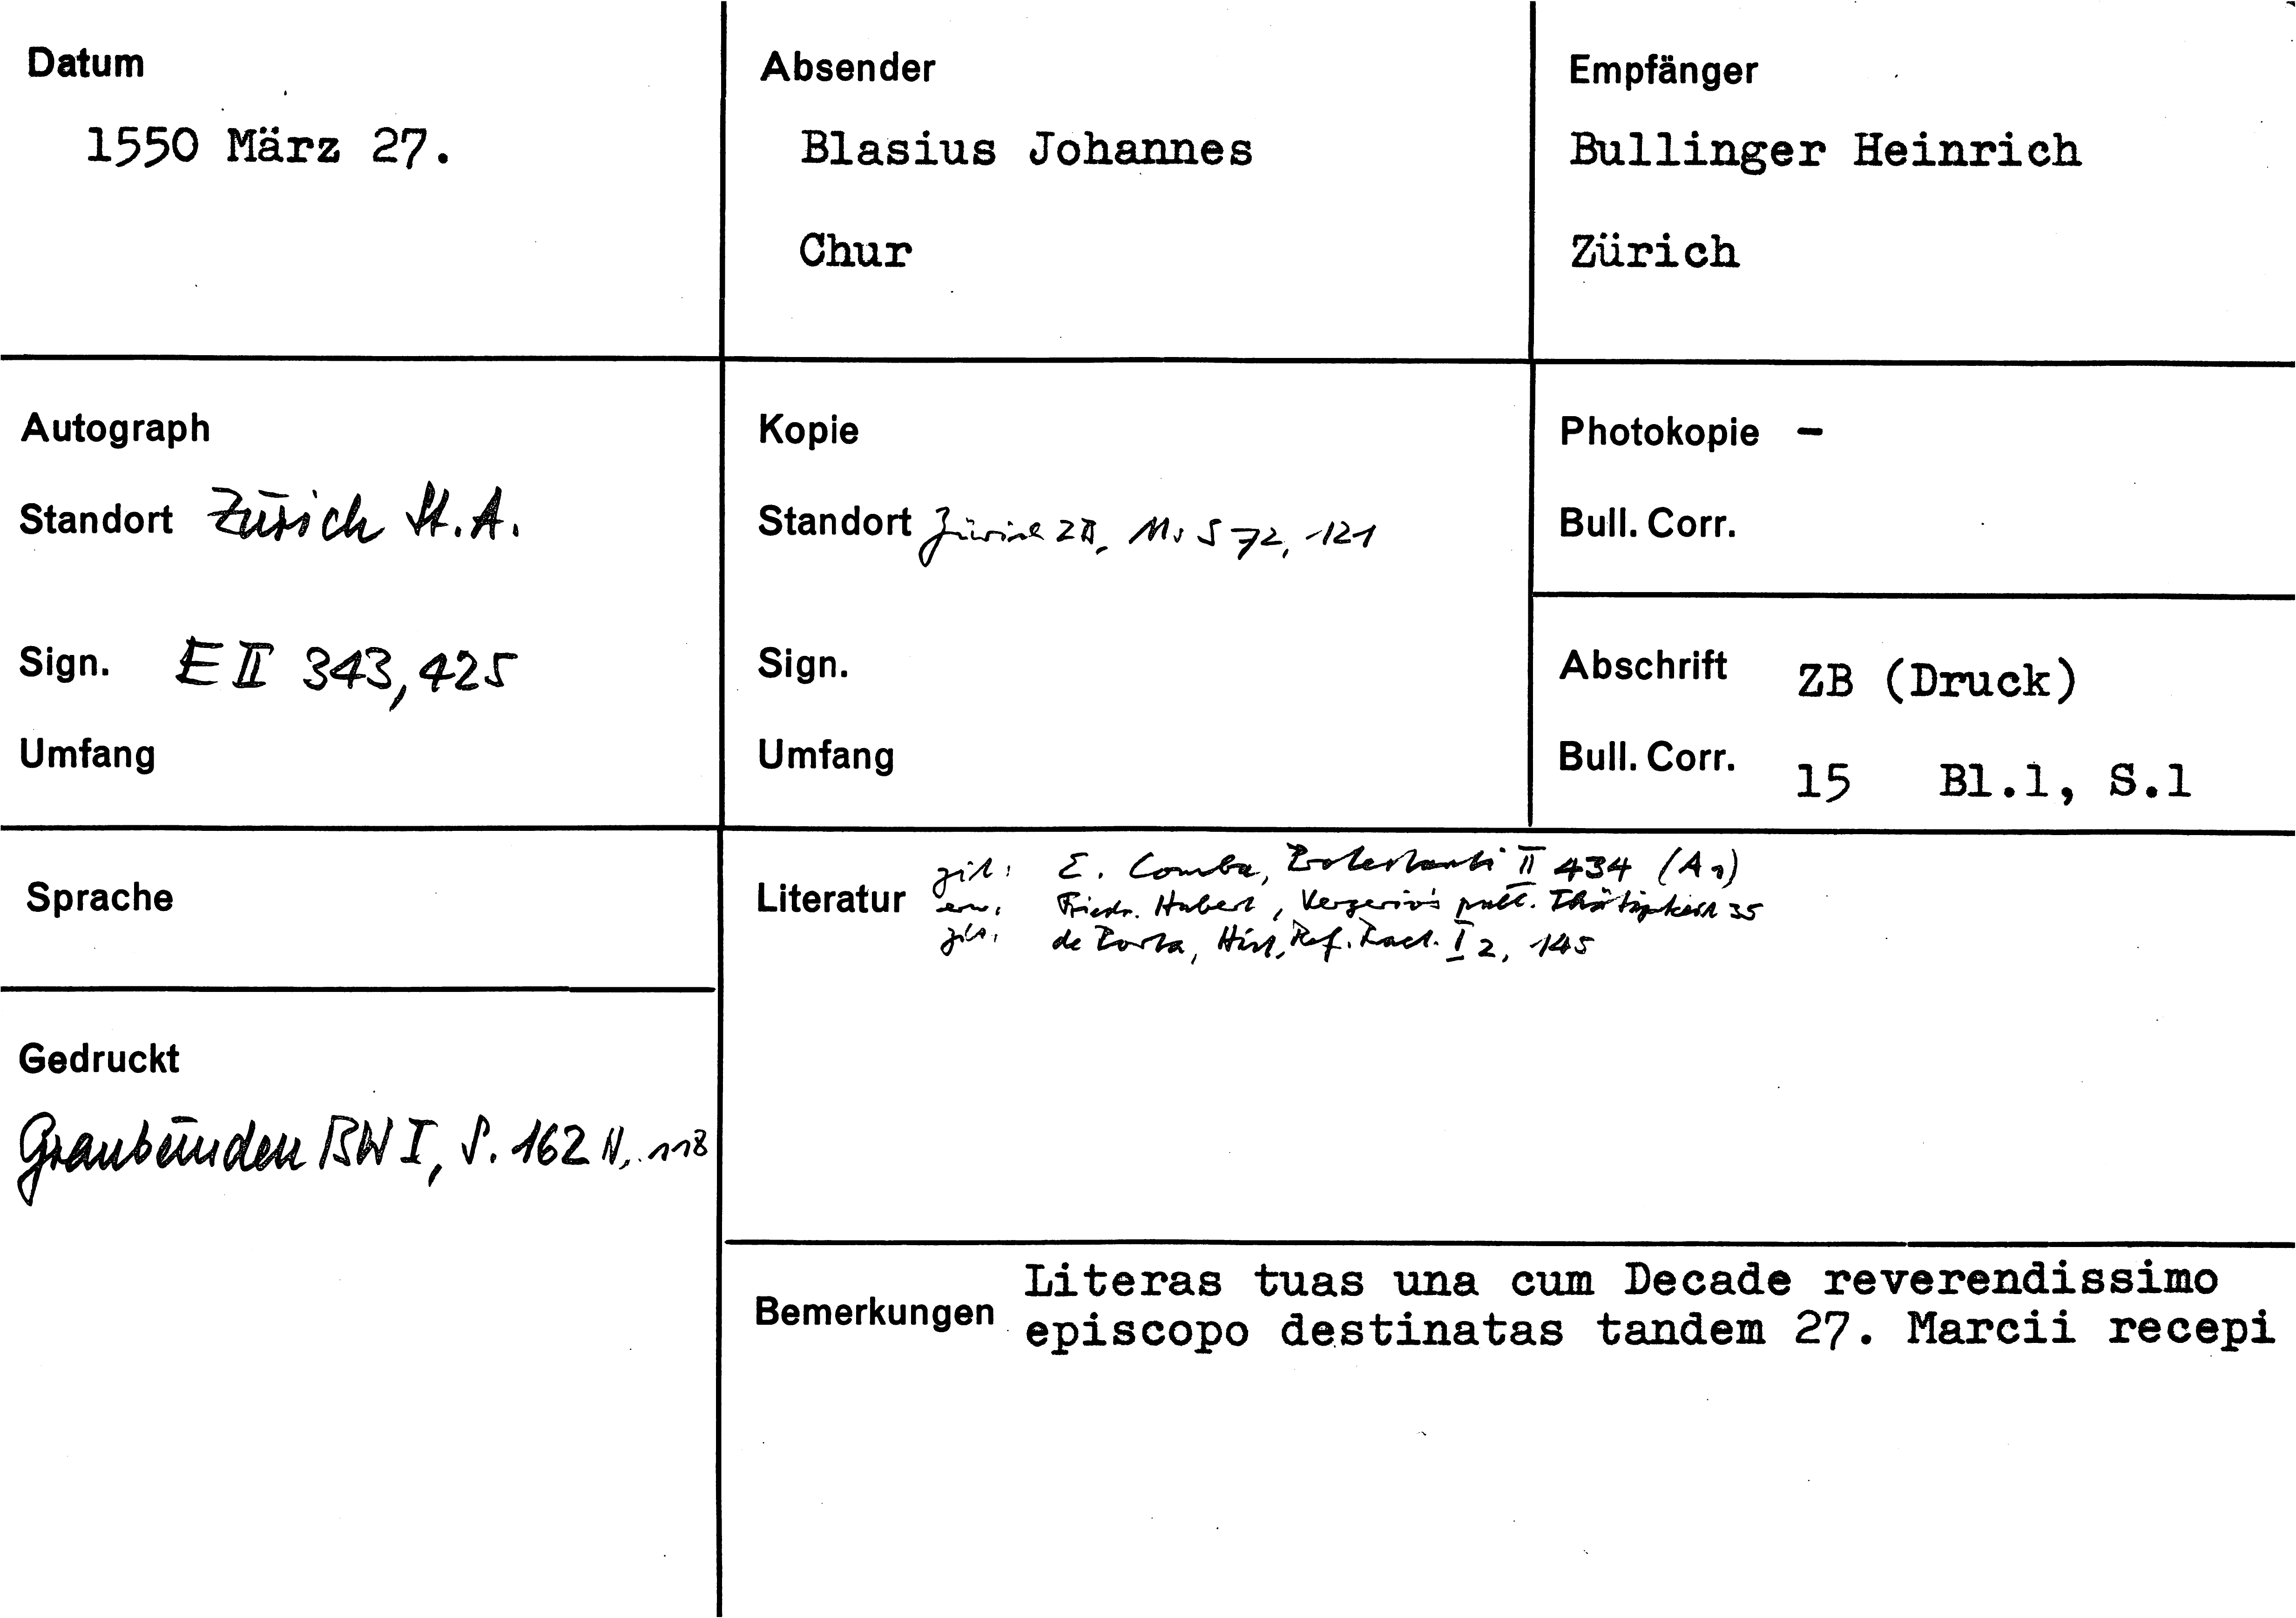 Datum
1550 März 27.
Absender
Blasius Johannes
Chur
Empfänger
Bullinger Heinrich
Zürich
Autograph
Standort Zürich St.A.
Sign. E II 343,425
Umfang
Kopie
Standort Zürich ZB, Ms S 72, 121
Sign.
Umfang
Photokopie -
Bull. Corr.
Abschrift ZB (Druck)
Bull. Corr. 15 Bl.1, S.1
Sprache
Gedruckt
Graubünden BW I, S. 162 N. 118
Literatur zit: E. Comba, Protestanti II 434 (A 1)
erw. Friedr. Hubert, Vergerio's publ. Thätigkeit 35
zit. de Porta, Hist. Ref. Raet. I 2, 145
Bemerkungen Literas tuas una cum Decade reverendissimo
episcopo destinatas tandem 27. Marcii recepi